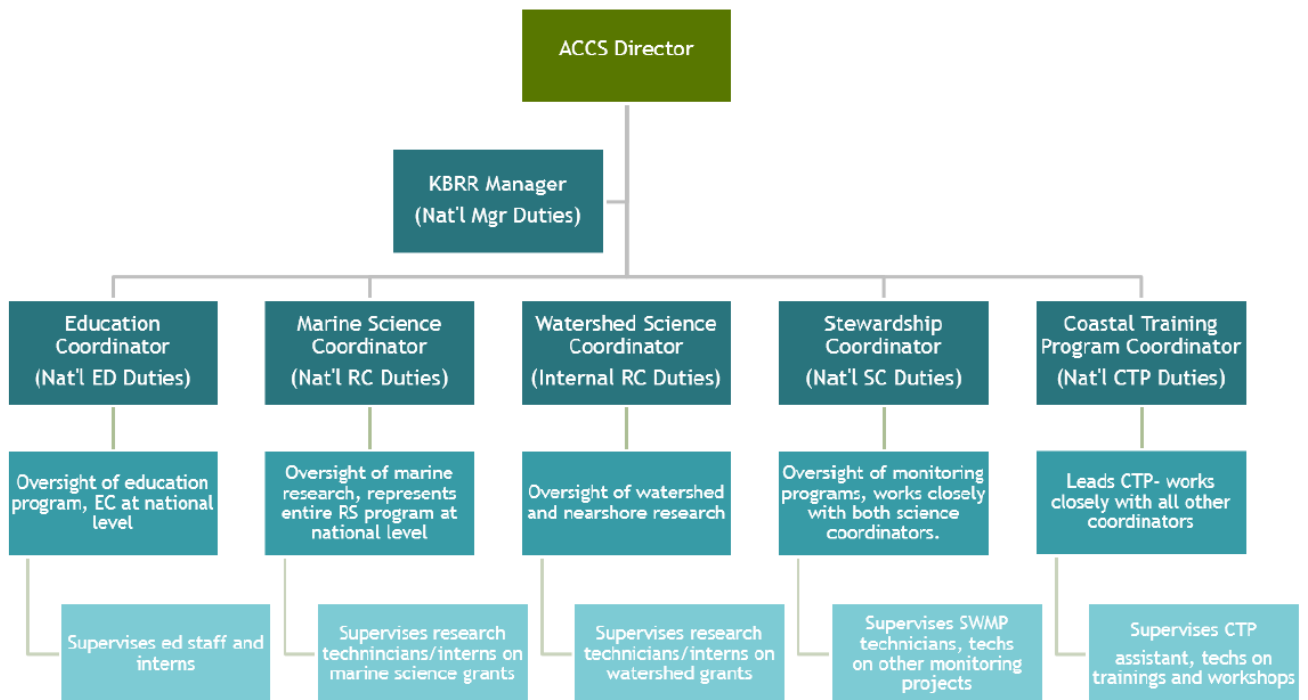 ACCS Director
KBRR Manager
(Nat'l Mgr Duties)
Education
Coordinator
(Nat'l ED Duties)
Marine Science
Coordinator
(Nat'l RC Duties)
Watershed Science
Coordinator
(Internal RC Duties)
Stewardship
Coordinator
(Nat'l SC Duties)
Coastal Training
Program Coordinator
(Nat'l CTP Duties)
Oversight of education
program, EC at national
level
Oversight of marine
research, represents
entire RS program at
national level
Oversight of watershed
and nearshore research
Oversight of monitoring
programs, works closely
with both science
coordinators.
Leads CTP- works
closely with all other
coordinators
Supervises ed staff and
interns
Supervises research
technincians/interns on
marine science grants
Supervises research
technicians/interns on
watershed grants
Supervises SWMP
technicians, techs
on other monitoring
projects
Supervises CTP
assistant, techs on
trainings and workshops